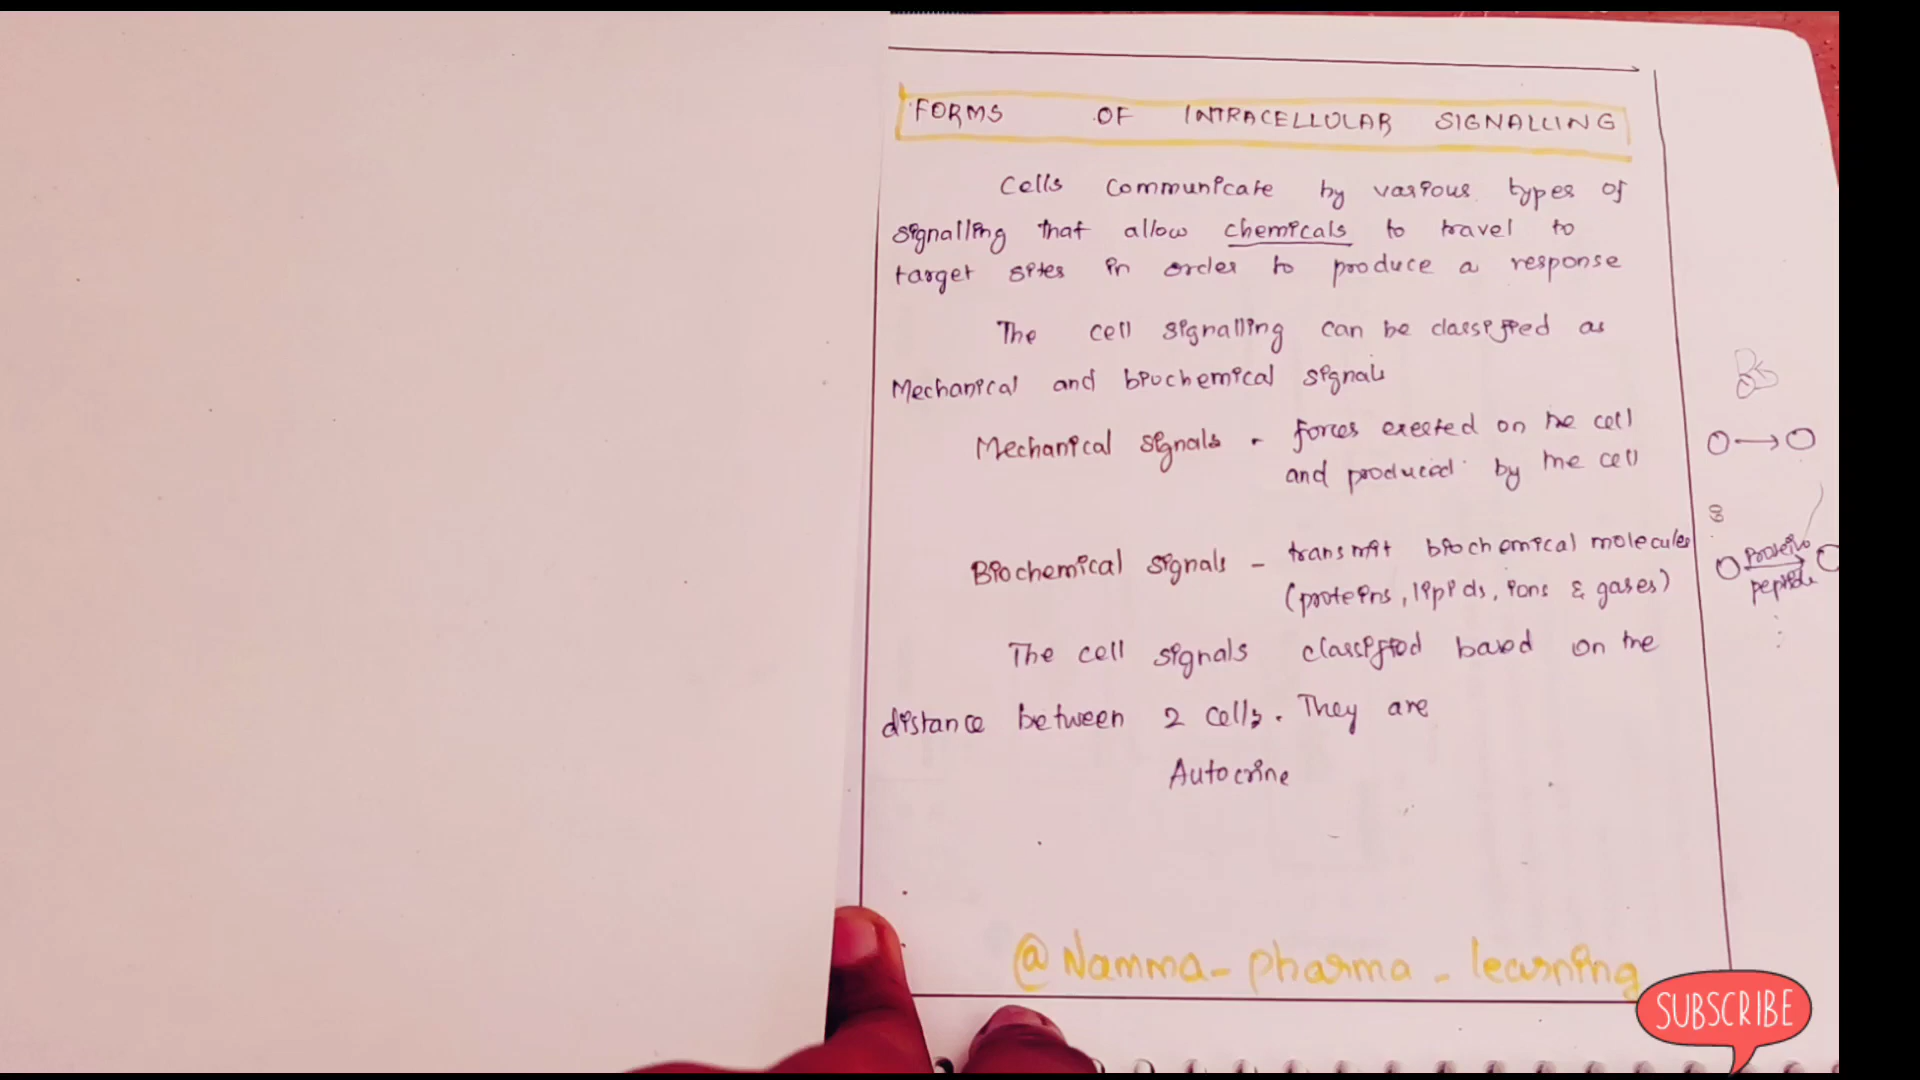 FORMS OF INTRACELLULAR SIGNALLING
Cells communicate by various types of
signalling that allow chemicals to travel to
target sites in order to produce a response
The cell signalling can be classified as
Mechanical and biochemical signals
Mechanical signals - forces exerted on the cell
and produced by the cell
Biochemical signals - transmit biochemical molecules
(proteins, lipids, ions & gases)
The cell signals classified based on the
distance between 2 cells. They are
Autocrine
@Namma-pharma-learning
protein
peptide
SUBSCRIBE